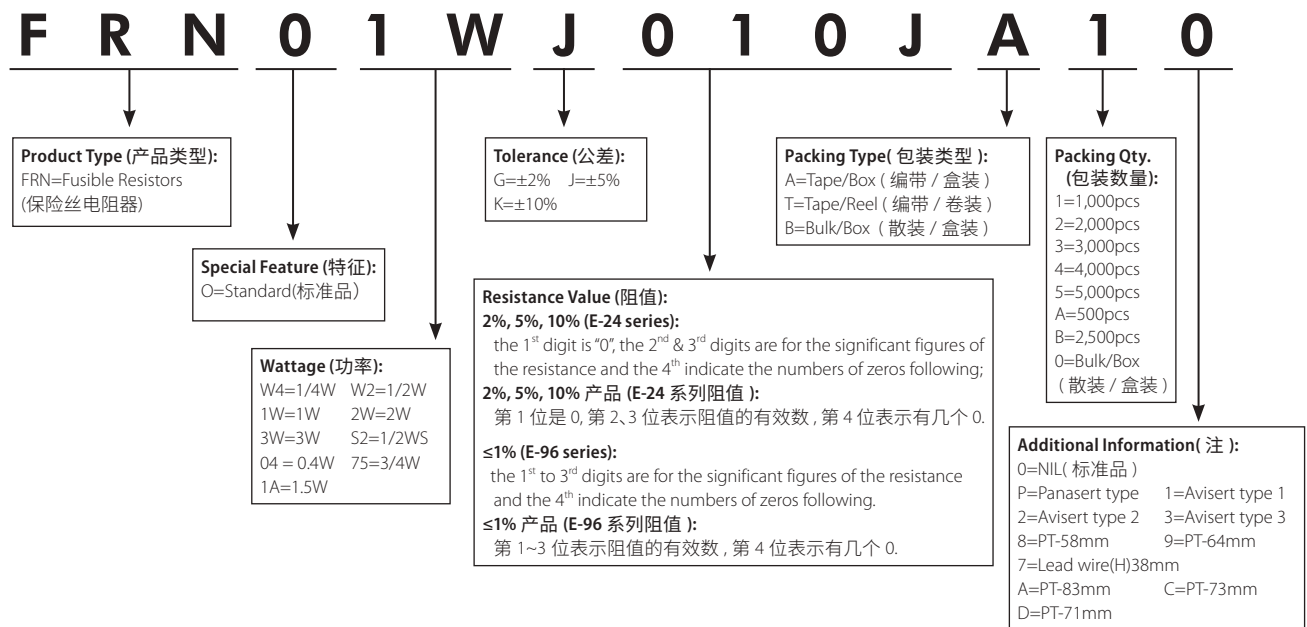 F R N 0 1 W J 0 1 0 J A 1 0
Product Type (产品类型):
FRN=Fusible Resistors
(保险丝电阻器)
Special Feature (特征):
O=Standard(标准品)
Wattage (功率):
W4=1/4W W2=1/2W
1W=1W 2W=2W
3W=3W S2=1/2WS
04 = 0.4W 75=3/4W
1A=1.5W
Tolerance (公差):
G=±2% J=±5%
K=±10%
Resistance Value (阻值):
2%, 5%, 10% (E-24 series):
the 1st digit is “0”, the 2nd & 3rd digits are for the significant figures of
the resistance and the 4th indicate the numbers of zeros following;
2%, 5%, 10% 产品 (E-24 系列阻值 ):
第 1 位是 0, 第 2、3 位表示阻值的有效数 , 第 4 位表示有几个 0.
≤1% (E-96 series):
the 1st to 3rd digits are for the significant figures of the resistance
and the 4th indicate the numbers of zeros following.
≤1% 产品 (E-96 系列阻值 ):
第 1~3 位表示阻值的有效数 , 第 4 位表示有几个 0.
Packing Type( 包装类型 ):
A=Tape/Box ( 编带 / 盒装 )
T=Tape/Reel ( 编带 / 卷装 )
B=Bulk/Box ( 散装 / 盒装 )
Packing Qty.
(包装数量):
1=1,000pcs
2=2,000pcs
3=3,000pcs
4=4,000pcs
5=5,000pcs
A=500pcs
B=2,500pcs
0=Bulk/Box
( 散装 / 盒装 )
Additional Information( 注 ):
0=NIL( 标准品 )
P=Panasert type 1=Avisert type 1
2=Avisert type 2 3=Avisert type 3
8=PT-58mm 9=PT-64mm
7=Lead wire(H)38mm
A=PT-83mm C=PT-73mm
D=PT-71mm